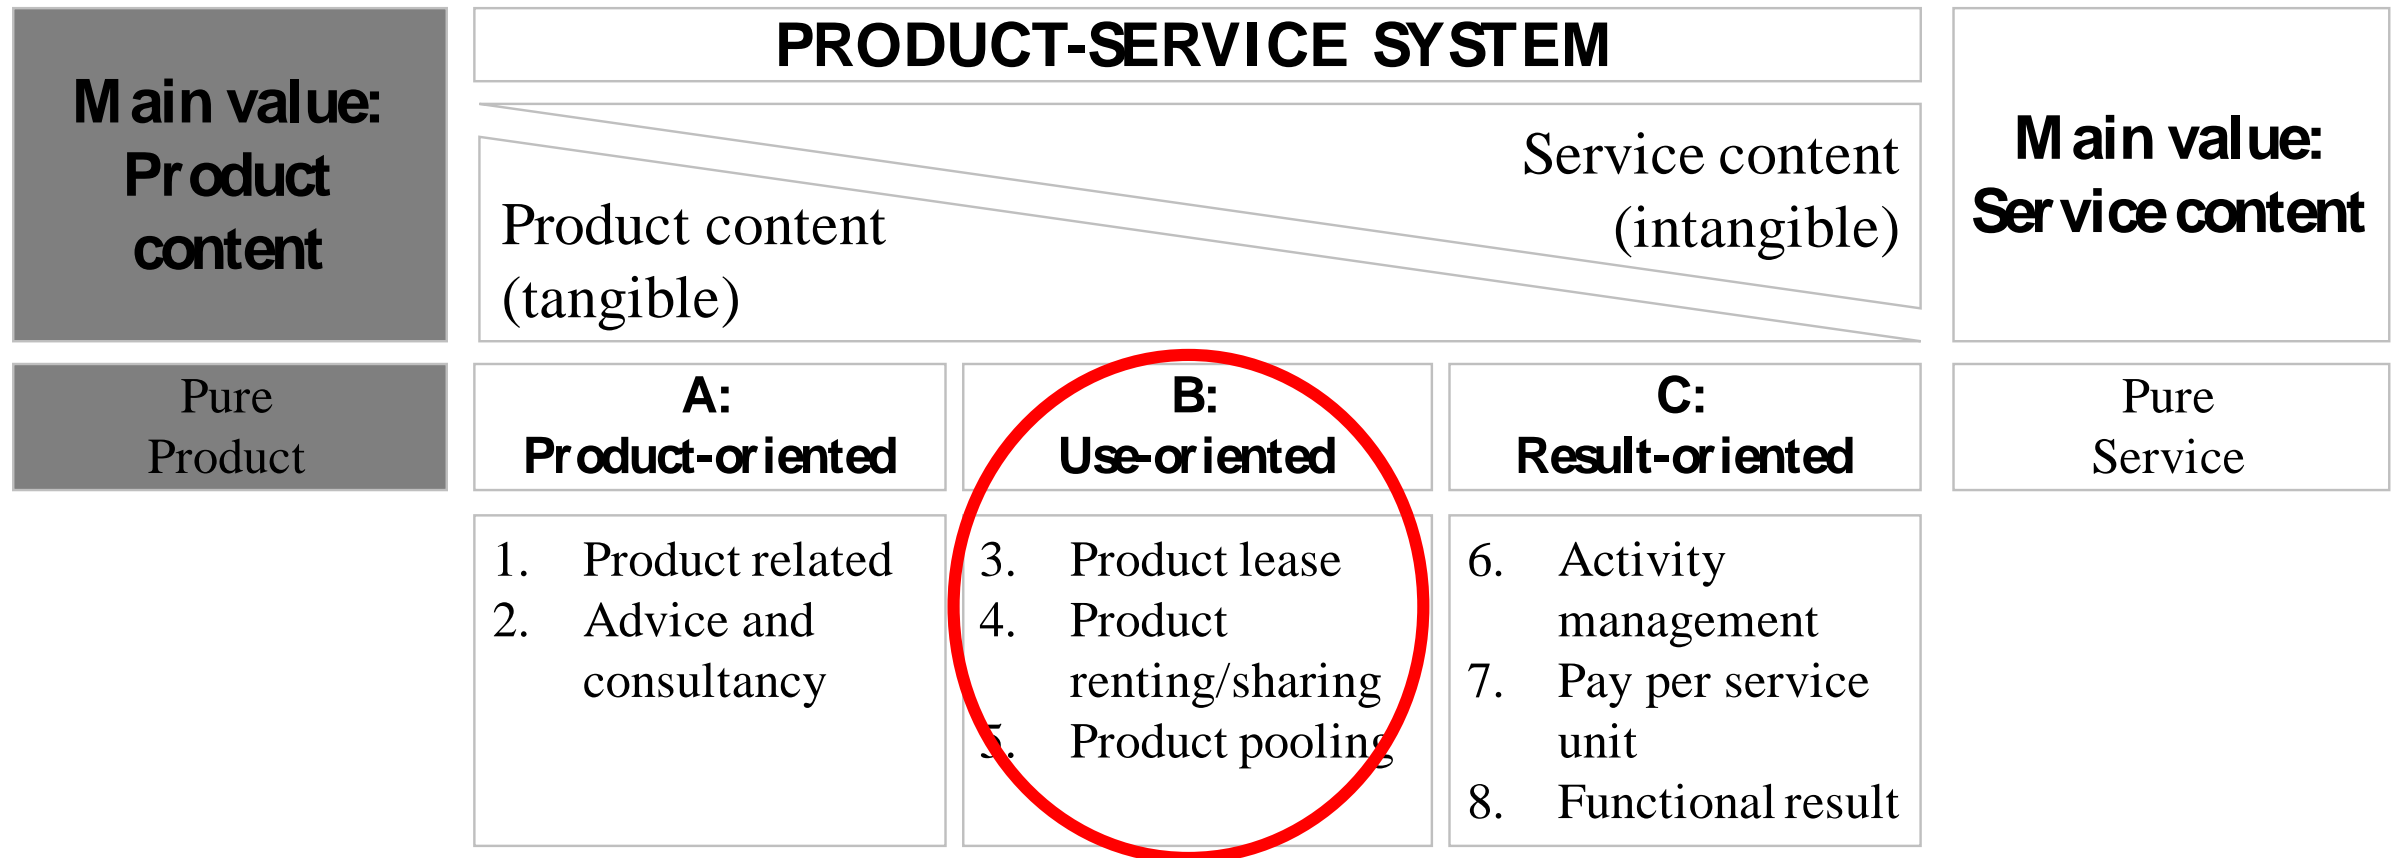 Main value:
Product
content
PRODUCT-SERVICE SYSTEM
Service content
(intangible)
Product content
(tangible)
Main value:
Service content
Pure
Product
A:
Product-oriented
B:
Use-oriented
C:
Result-oriented
Pure
Service
1. Product related
2. Advice and
consultancy
3. Product lease
4. Product
renting/sharing
5. Product pooling
6. Activity
management
7. Pay per service
unit
8. Functional result